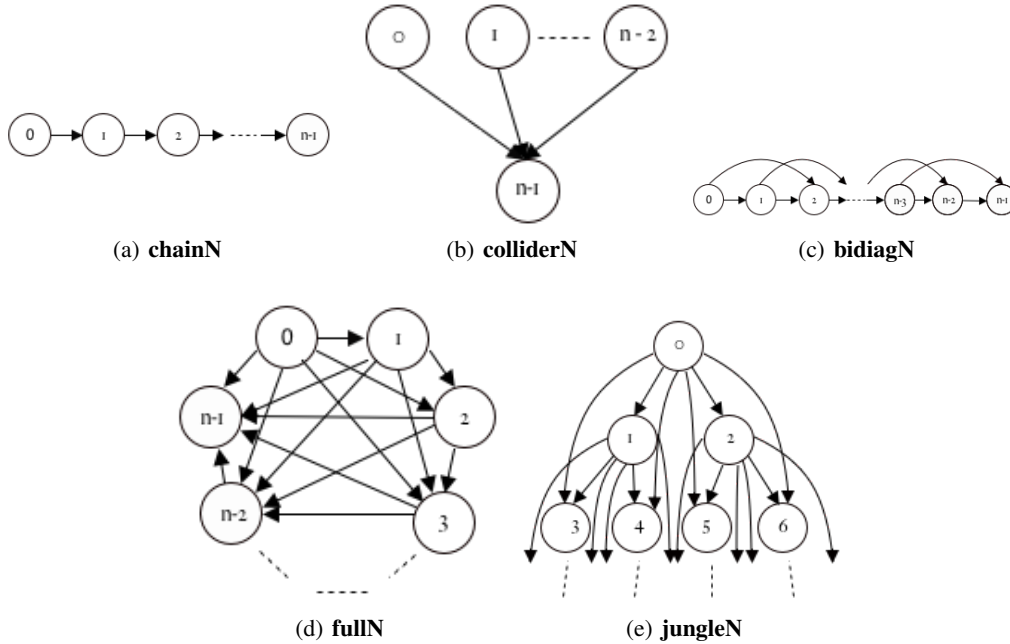 0 1 n-2
n-1
0 1 2 n-1
0 1 2 n-3 n-2 n-1
(a) chainN
(b) colliderN
(c) bidiagN
0 1
n-1 2
n-2 3
0
1 2
3 4 5 6
(d) fullN
(e) jungleN